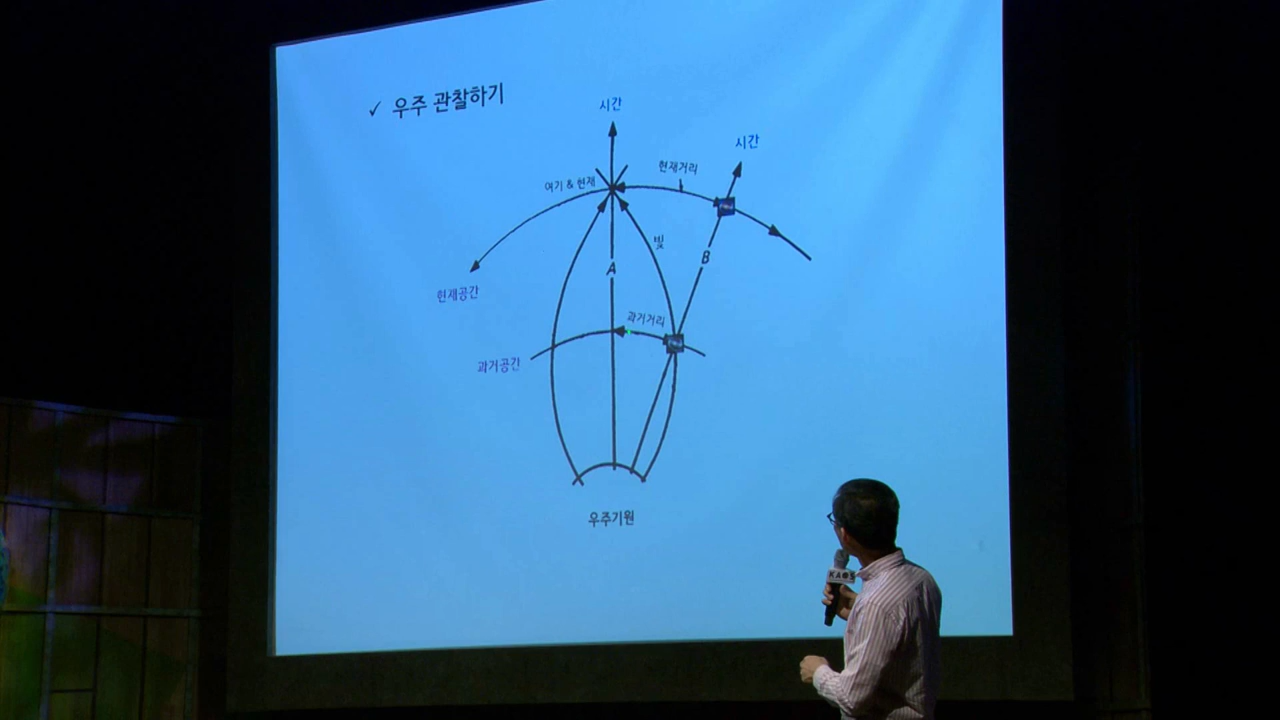 ✓ 우주 관찰하기
시간
시간
현재거리
여기 & 현재
빛
B
A
현재공간
과거거리
과거공간
우주기원
KAOS